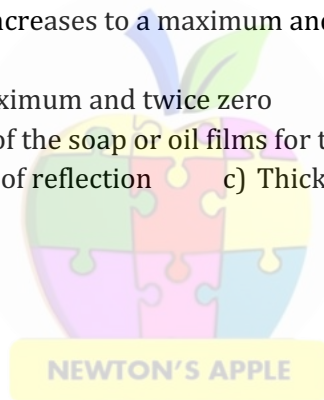 ncreases to a maximum and
ximum and twice zero
of the soap or oil films for t
of reflection c) Thick
NEWTON'S APPLE